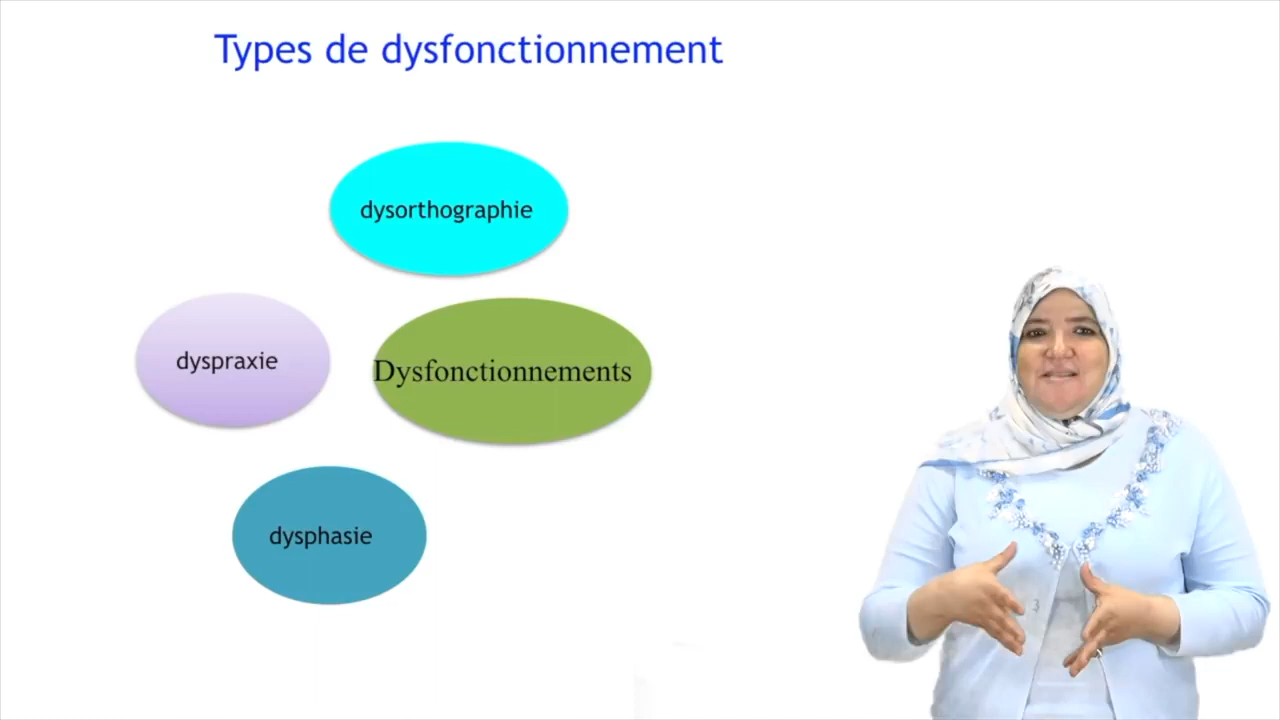 Types de dysfonctionnement
dysorthographie
dyspraxie
Dysfonctionnements
dysphasie